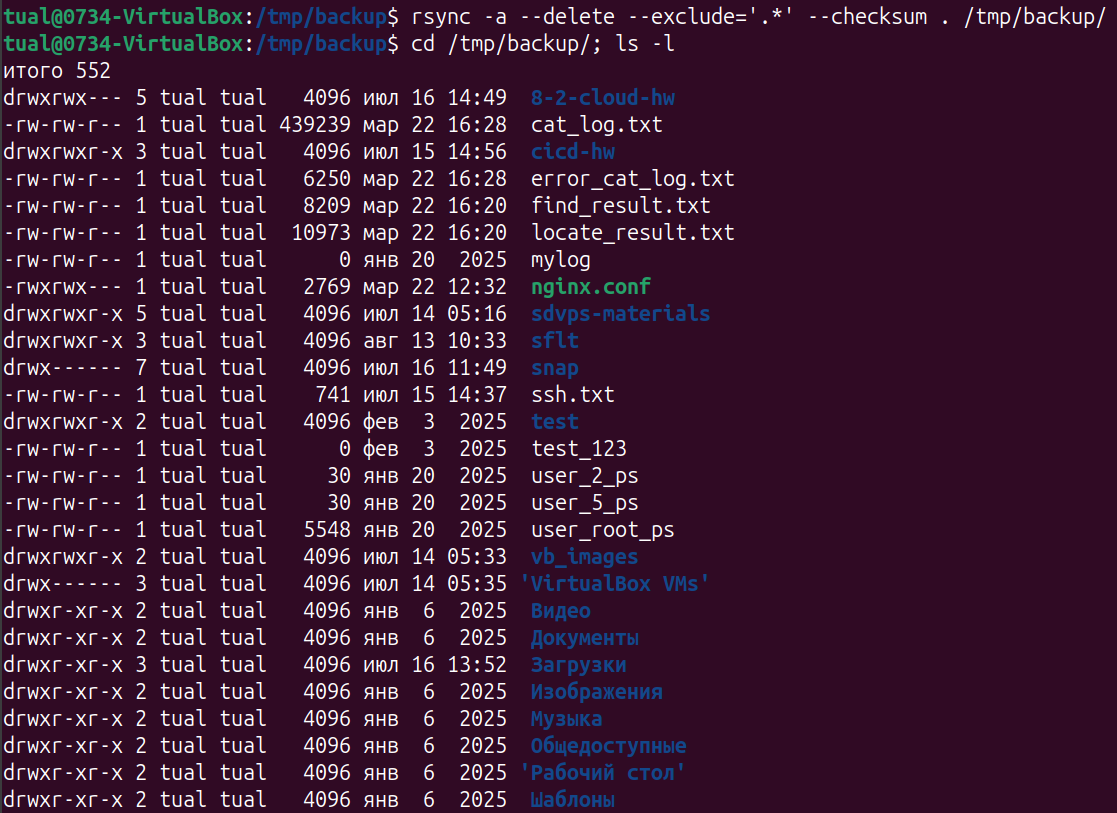 tual@0734-VirtualBox:/tmp/backup$ rsync -a --delete --exclude='.*' --checksum . /tmp/backup/
tual@0734-VirtualBox:/tmp/backup$ cd /tmp/backup/; ls -l
итого 552
drwxrwx--- 5 tual tual   4096 июл 16 14:49  8-2-cloud-hw
-rw-rw-r-- 1 tual tual 439239 мар 22 16:28  cat_log.txt
drwxrwxr-x 3 tual tual   4096 июл 15 14:56  cicd-hw
-rw-rw-r-- 1 tual tual   6250 мар 22 16:28  error_cat_log.txt
-rw-rw-r-- 1 tual tual   8209 мар 22 16:20  find_result.txt
-rw-rw-r-- 1 tual tual  10973 мар 22 16:20  locate_result.txt
-rw-rw-r-- 1 tual tual      0 янв 20  2025  mylog
-rwxrwx--- 1 tual tual   2769 мар 22 12:32  nginx.conf
drwxrwxr-x 5 tual tual   4096 июл 14 05:16  sdvps-materials
drwxrwxr-x 3 tual tual   4096 авг 13 10:33  sflt
drwx------ 7 tual tual   4096 июл 16 11:49  snap
-rw-rw-r-- 1 tual tual    741 июл 15 14:37  ssh.txt
drwxrwxr-x 2 tual tual   4096 фев  3  2025  test
-rw-rw-r-- 1 tual tual      0 фев  3  2025  test_123
-rw-rw-r-- 1 tual tual     30 янв 20  2025  user_2_ps
-rw-rw-r-- 1 tual tual     30 янв 20  2025  user_5_ps
-rw-rw-r-- 1 tual tual   5548 янв 20  2025  user_root_ps
drwxrwxr-x 2 tual tual   4096 июл 14 05:33  vb_images
drwx------ 3 tual tual   4096 июл 14 05:35 'VirtualBox VMs'
drwxr-xr-x 2 tual tual   4096 янв  6  2025  Видео
drwxr-xr-x 2 tual tual   4096 янв  6  2025  Документы
drwxr-xr-x 3 tual tual   4096 июл 16 13:52  Загрузки
drwxr-xr-x 2 tual tual   4096 янв  6  2025  Изображения
drwxr-xr-x 2 tual tual   4096 янв  6  2025  Музыка
drwxr-xr-x 2 tual tual   4096 янв  6  2025  Общедоступные
drwxr-xr-x 2 tual tual   4096 янв  6  2025 'Рабочий стол'
drwxr-xr-x 2 tual tual   4096 янв  6  2025  Шаблоны